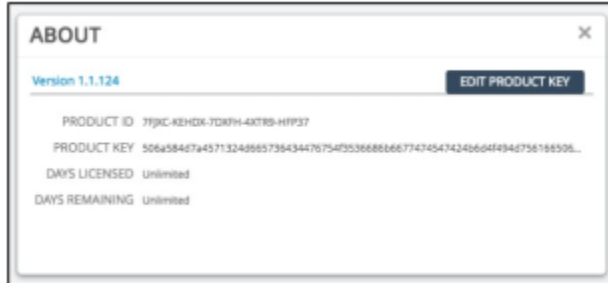 ABOUT
Version 1.1.124
EDIT PRODUCT KEY
PRODUCT ID
PRODUCT KEY
DAYS LICENSED Unlimited
DAYS REMAINING Unlimited